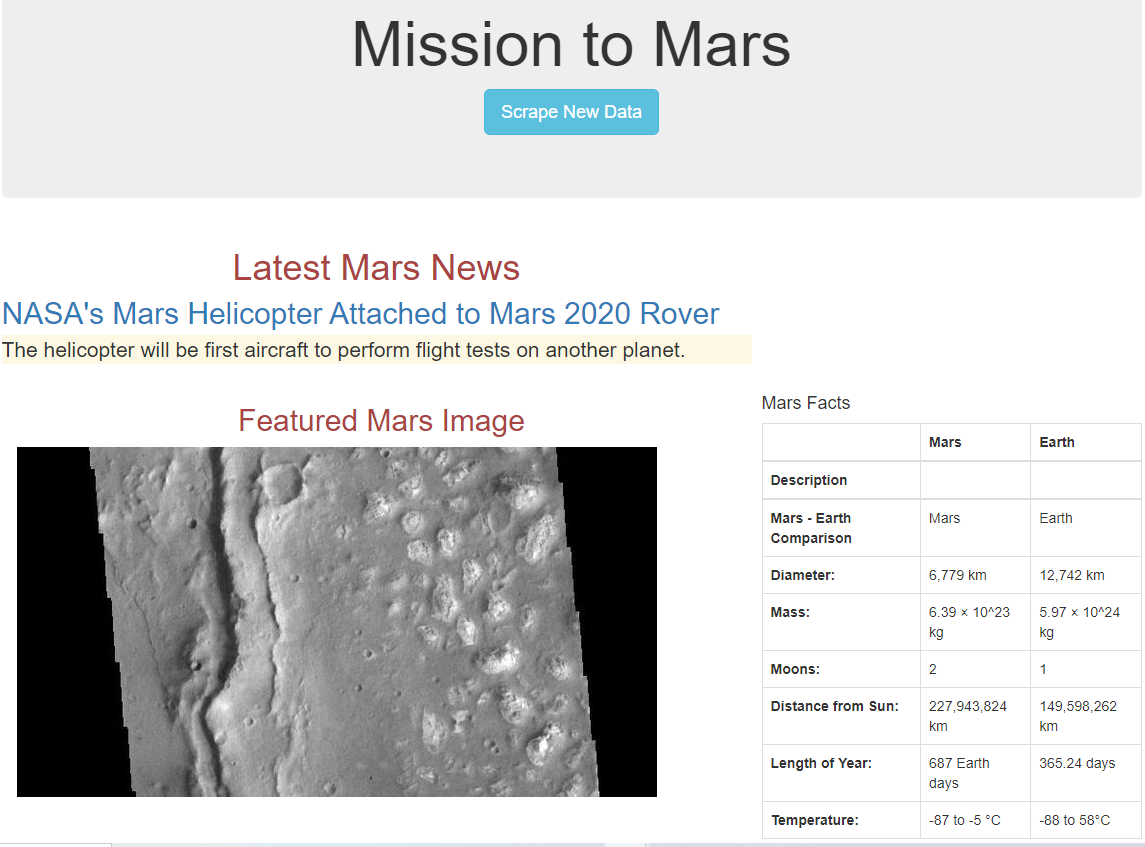 Mission to Mars
Scrape New Data
Latest Mars News
NASA's Mars Helicopter Attached to Mars 2020 Rover
The helicopter will be first aircraft to perform flight tests on another planet.
Featured Mars Image
Mars Facts
Mars Earth
Description
Mars - Earth Comparison Mars Earth
Diameter: 6,779 km 12,742 km
Mass: 6.39 × 10^23 kg 5.97 × 10^24 kg
Moons: 2 1
Distance from Sun: 227,943,824 km 149,598,262 km
Length of Year: 687 Earth days 365.24 days
Temperature: -87 to -5 °C -88 to 58°C